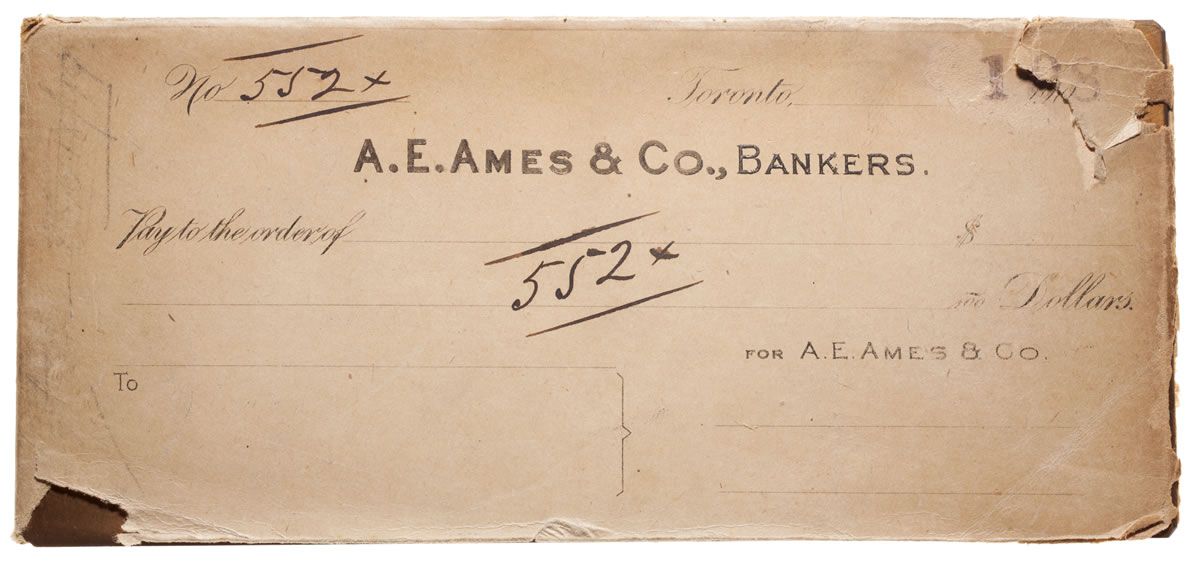 No 552x
Toronto,
A. E. AMES & CO., BANKERS.
Pay to the order of $
552x
100 Dollars.
FOR A. E. AMES & CO.
To